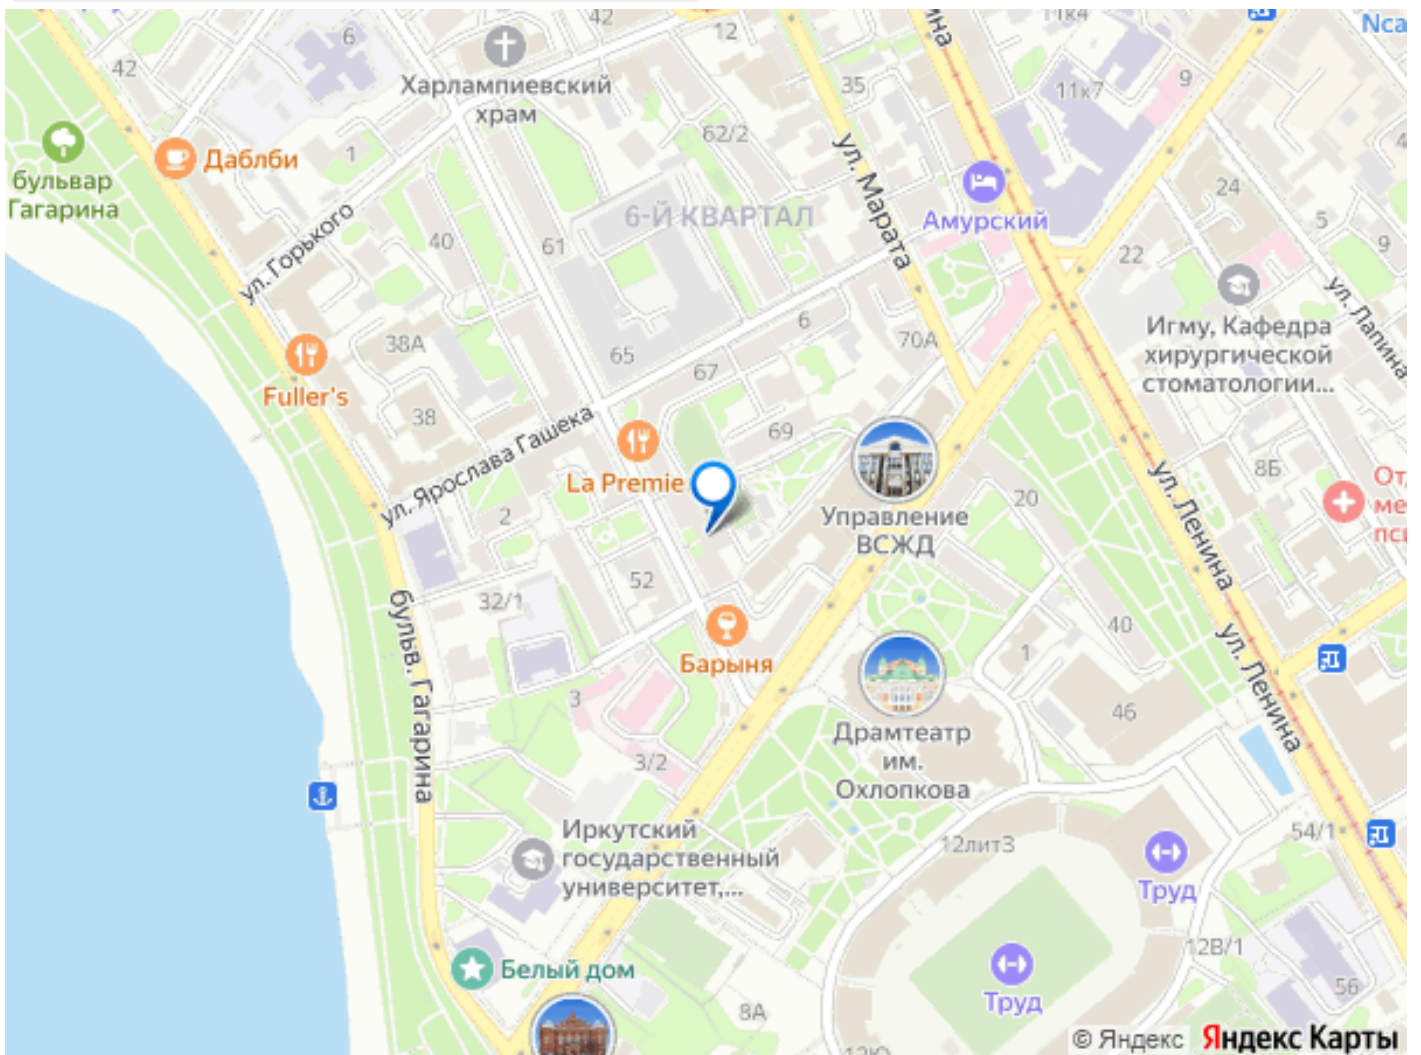 42
6
42
12
11к4
Nca
Харлампиевский
храм
35
11к7
9
62/2
ул. Марата
бульвар
Гагарина
Даблби
1
ул. Горького
40
61
6-Й КВАРТАЛ
Амурский
24
5
9
22
ул. Лапина
Игму, Кафедра
хирургической
стоматологии...
38А
Fuller's
38
65
67
6
70А
ул. Ярослава Гашека
La Premie
69
Управление
ВСЖД
20
8Б
ул. Ленина
2
52
32/1
бульв. Гагарина
Барыня
3
3/2
Драмтеатр
им.
Охлопкова
1
40
46
ул. Ленина
Иркутский
государственный
университет,...
12лит3
Труд
54/1
Белый дом
8А
Труд
12В/1
56
© Яндекс Яндекс Карты